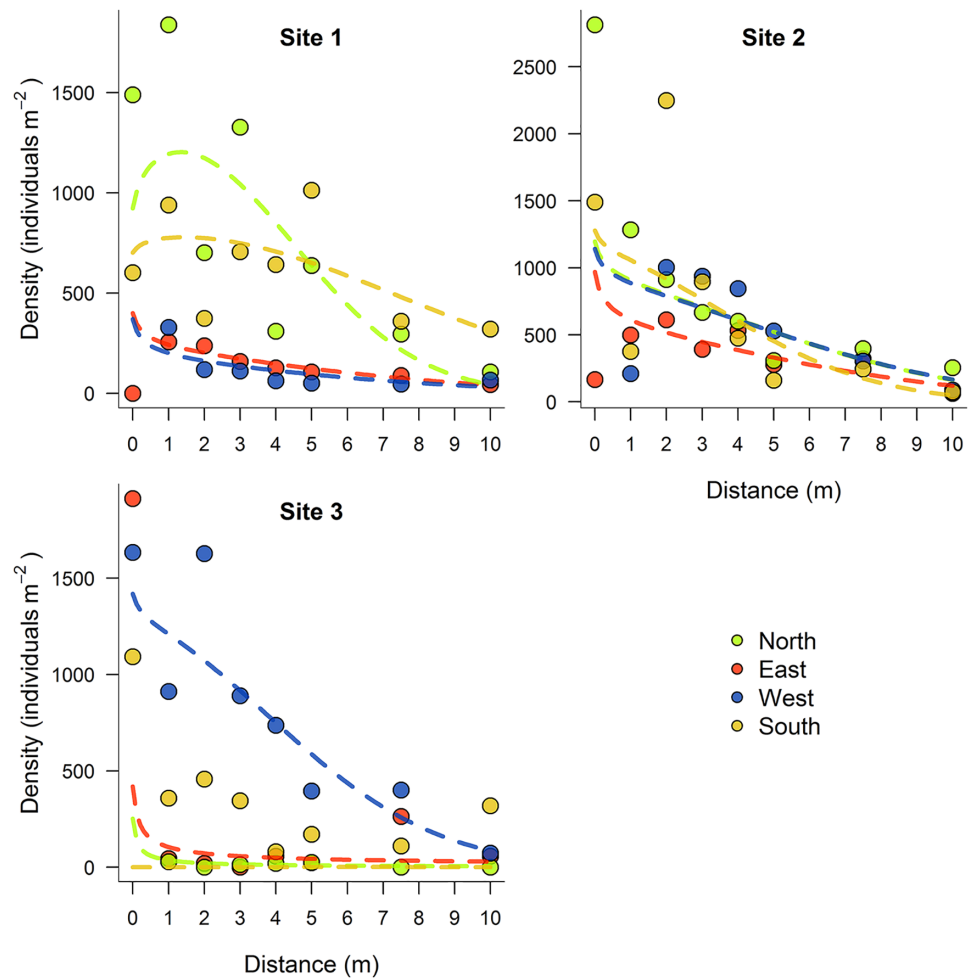 Site 1
Density (individuals m⁻²)
1500
1000
500
0
0 1 2 3 4 5 6 7 8 9 10
Site 2
2500
2000
1500
1000
500
0
0 1 2 3 4 5 6 7 8 9 10
Distance (m)
Site 3
Density (individuals m⁻²)
1500
1000
500
0
0 1 2 3 4 5 6 7 8 9 10
Distance (m)
North
East
West
South